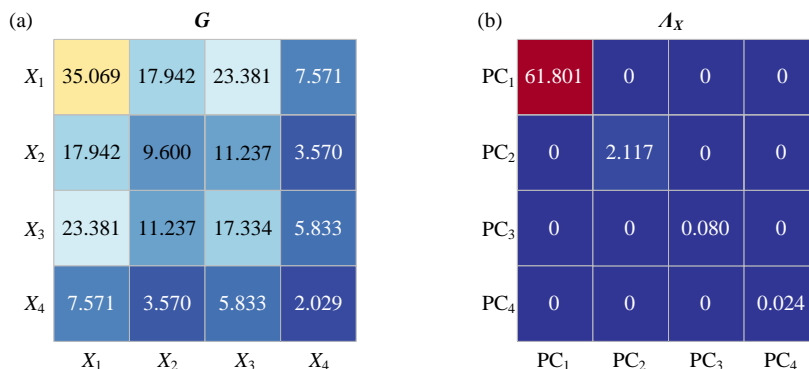 (a) G
X₁ 35.069 17.942 23.381 7.571
X₂ 17.942 9.600 11.237 3.570
X₃ 23.381 11.237 17.334 5.833
X₄ 7.571 3.570 5.833 2.029
X₁ X₂ X₃ X₄
(b) Λ_X
PC₁ 61.801 0 0 0
PC₂ 0 2.117 0 0
PC₃ 0 0 0.080 0
PC₄ 0 0 0 0.024
PC₁ PC₂ PC₃ PC₄